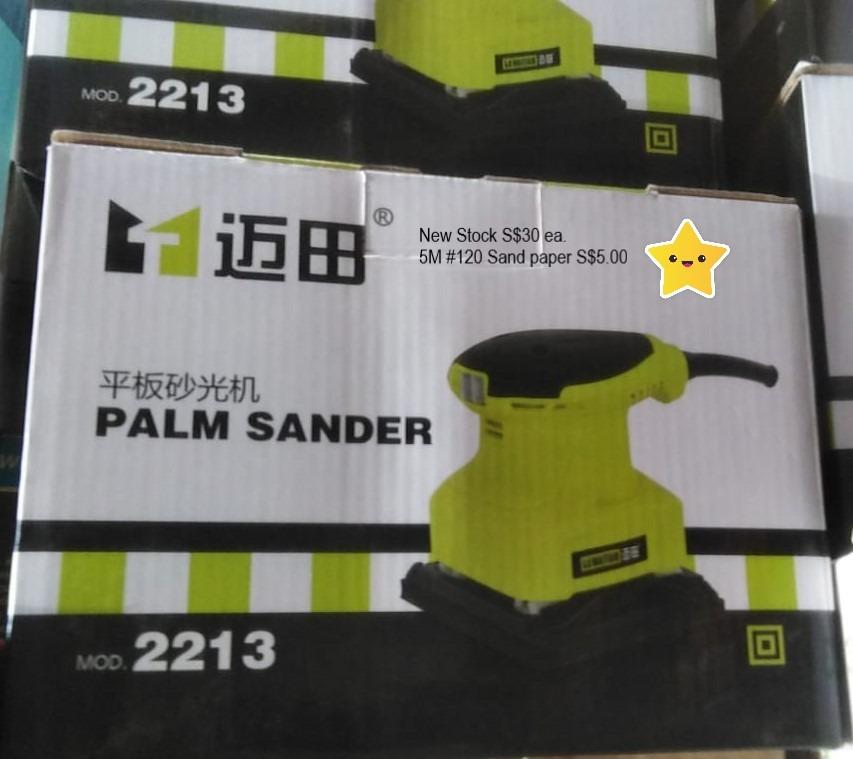 MOD. 2213
迈田®
New Stock S$30 ea.
5M #120 Sand paper S$5.00
平板砂光机
PALM SANDER
MOD. 2213